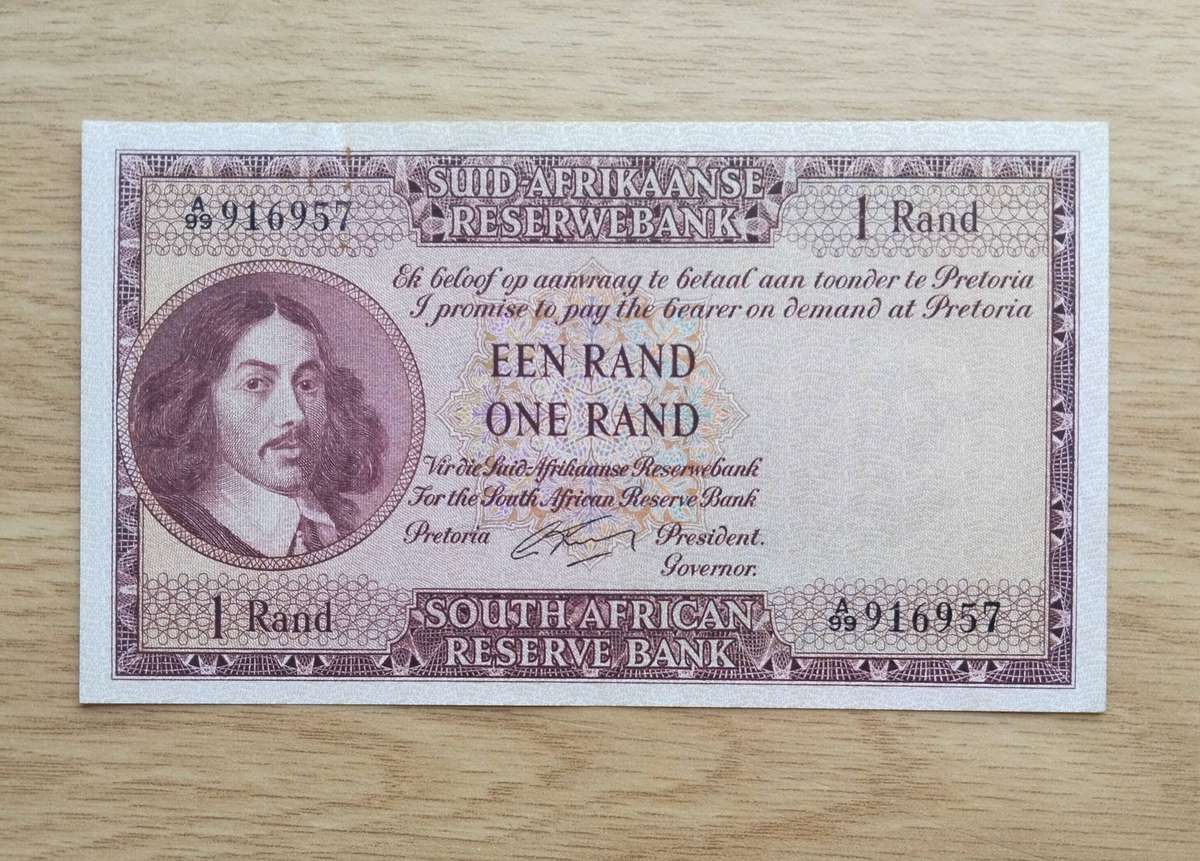 SUID-AFRIKAANSE
RESERWEBANK
A/99 916957
1 Rand
Ek beloof op aanvraag te betaal aan toonder te Pretoria
I promise to pay the bearer on demand at Pretoria
EEN RAND
ONE RAND
Vir die Suid-Afrikaanse Reserwebank
For the South African Reserve Bank
Pretoria President.
Governor.
1 Rand
SOUTH AFRICAN
RESERVE BANK
A/99 916957